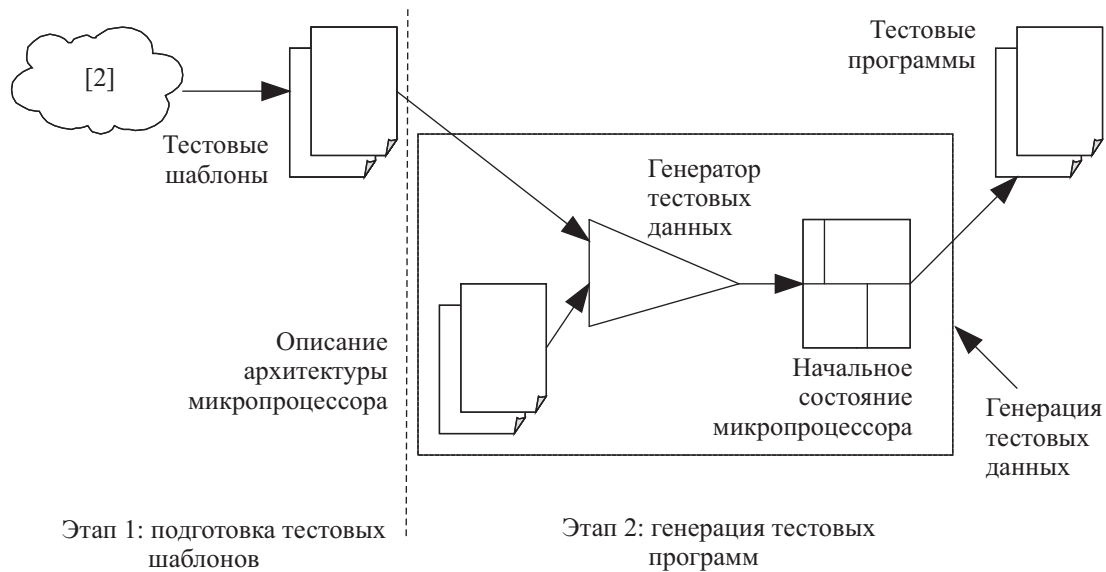 [2]
Тестовые
шаблоны
Тестовые
программы
Генератор
тестовых
данных
Описание
архитектуры
микропроцессора
Начальное
состояние
микропроцессора
Генерация
тестовых
данных
Этап 1: подготовка тестовых
шаблонов
Этап 2: генерация тестовых
программ